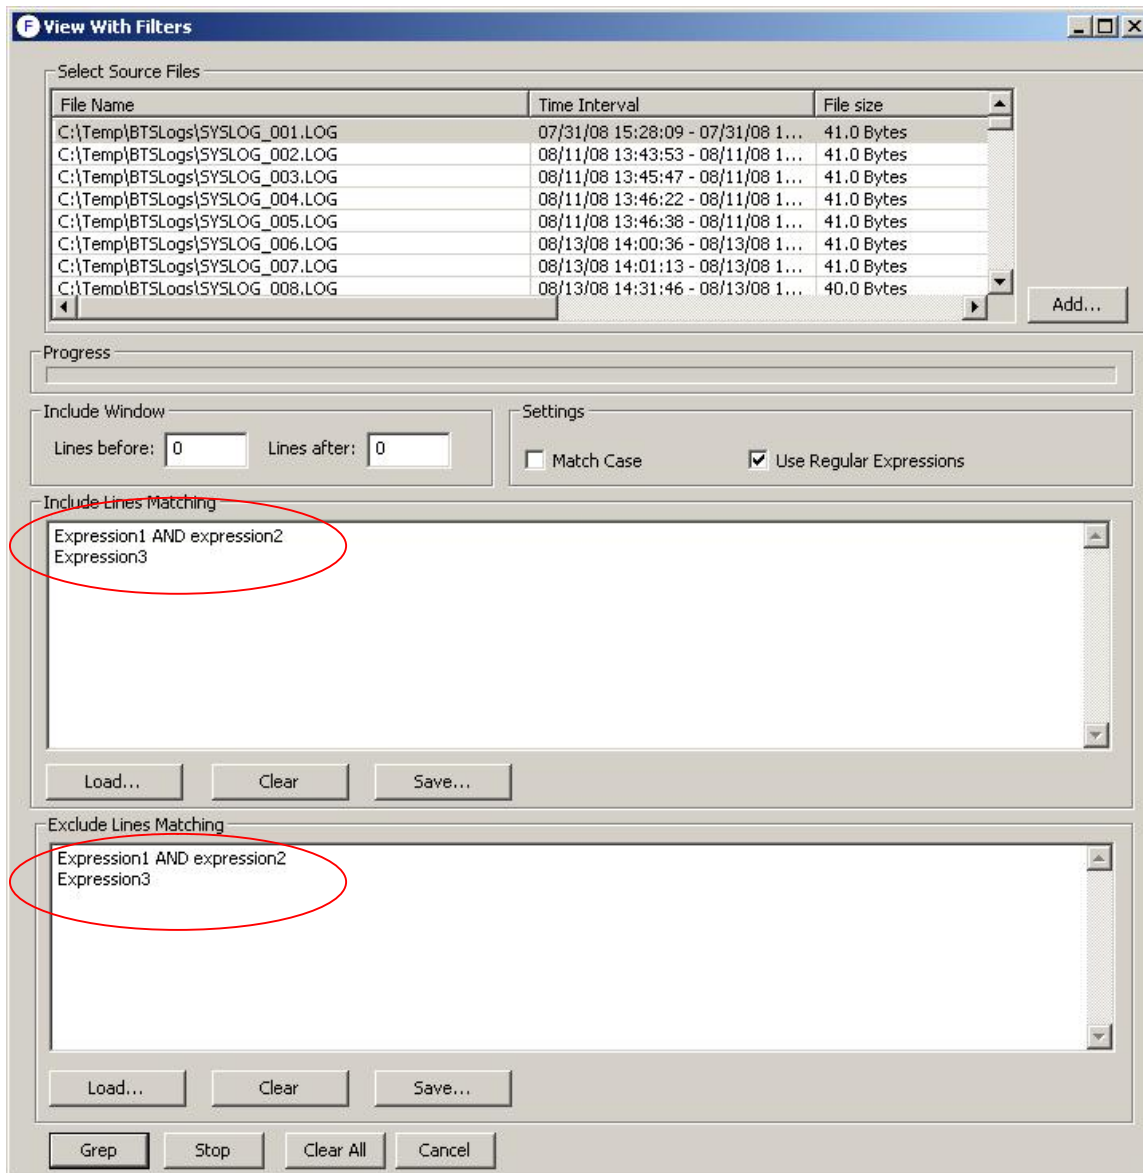 F View With Filters
Select Source Files
File Name Time Interval File size
C:\Temp\BTSLogs\SYSLOG_001.LOG 07/31/08 15:28:09 - 07/31/08 1... 41.0 Bytes
C:\Temp\BTSLogs\SYSLOG_002.LOG 08/11/08 13:43:53 - 08/11/08 1... 41.0 Bytes
C:\Temp\BTSLogs\SYSLOG_003.LOG 08/11/08 13:45:47 - 08/11/08 1... 41.0 Bytes
C:\Temp\BTSLogs\SYSLOG_004.LOG 08/11/08 13:46:22 - 08/11/08 1... 41.0 Bytes
C:\Temp\BTSLogs\SYSLOG_005.LOG 08/11/08 13:46:38 - 08/11/08 1... 41.0 Bytes
C:\Temp\BTSLogs\SYSLOG_006.LOG 08/13/08 14:00:36 - 08/13/08 1... 41.0 Bytes
C:\Temp\BTSLogs\SYSLOG_007.LOG 08/13/08 14:01:13 - 08/13/08 1... 41.0 Bytes
C:\Temp\BTSLogs\SYSLOG_008.LOG 08/13/08 14:31:46 - 08/13/08 1... 40.0 Bytes
Add...
Progress
Include Window Settings
Lines before: 0 Lines after: 0 Match Case Use Regular Expressions
Include Lines Matching
Expression1 AND expression2
Expression3
Load... Clear Save...
Exclude Lines Matching
Expression1 AND expression2
Expression3
Load... Clear Save...
Grep Stop Clear All Cancel